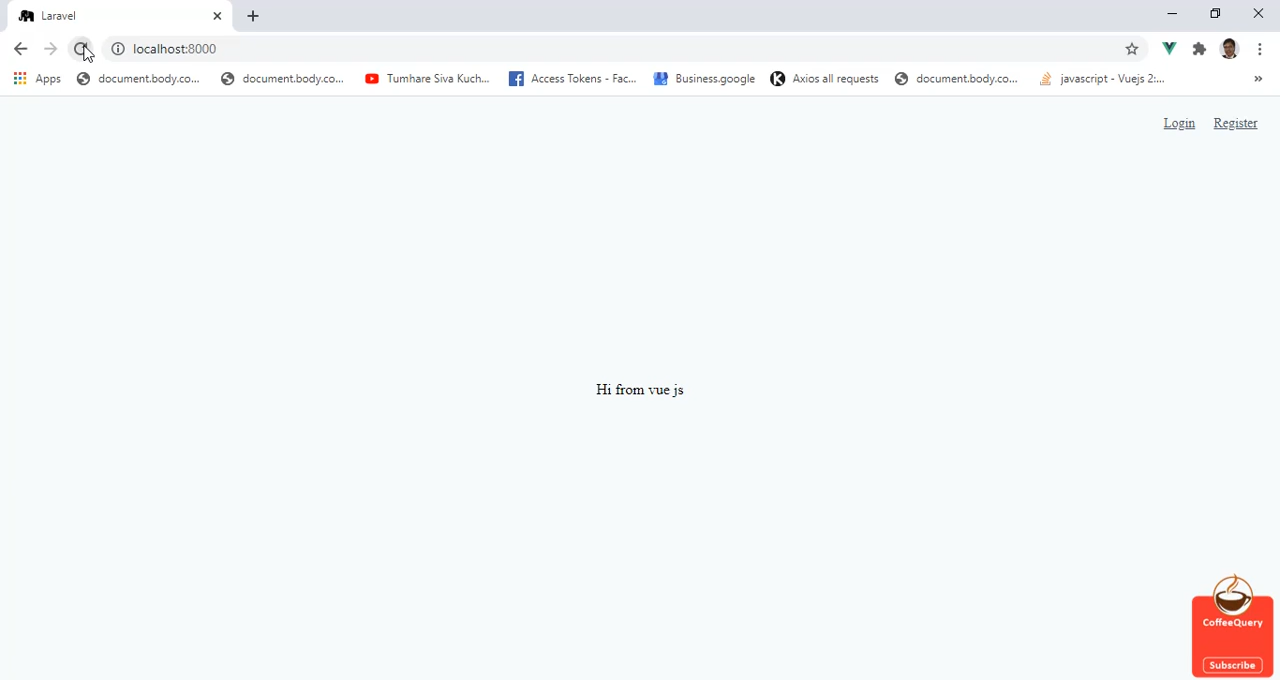 Laravel
localhost:8000
Apps document.body.co... document.body.co... Tumhare Siva Kuch... Access Tokens - Fac... Business.google Axios all requests document.body.co... javascript - Vuejs 2:... »
Login Register
Hi from vue js
CoffeeQuery
Subscribe